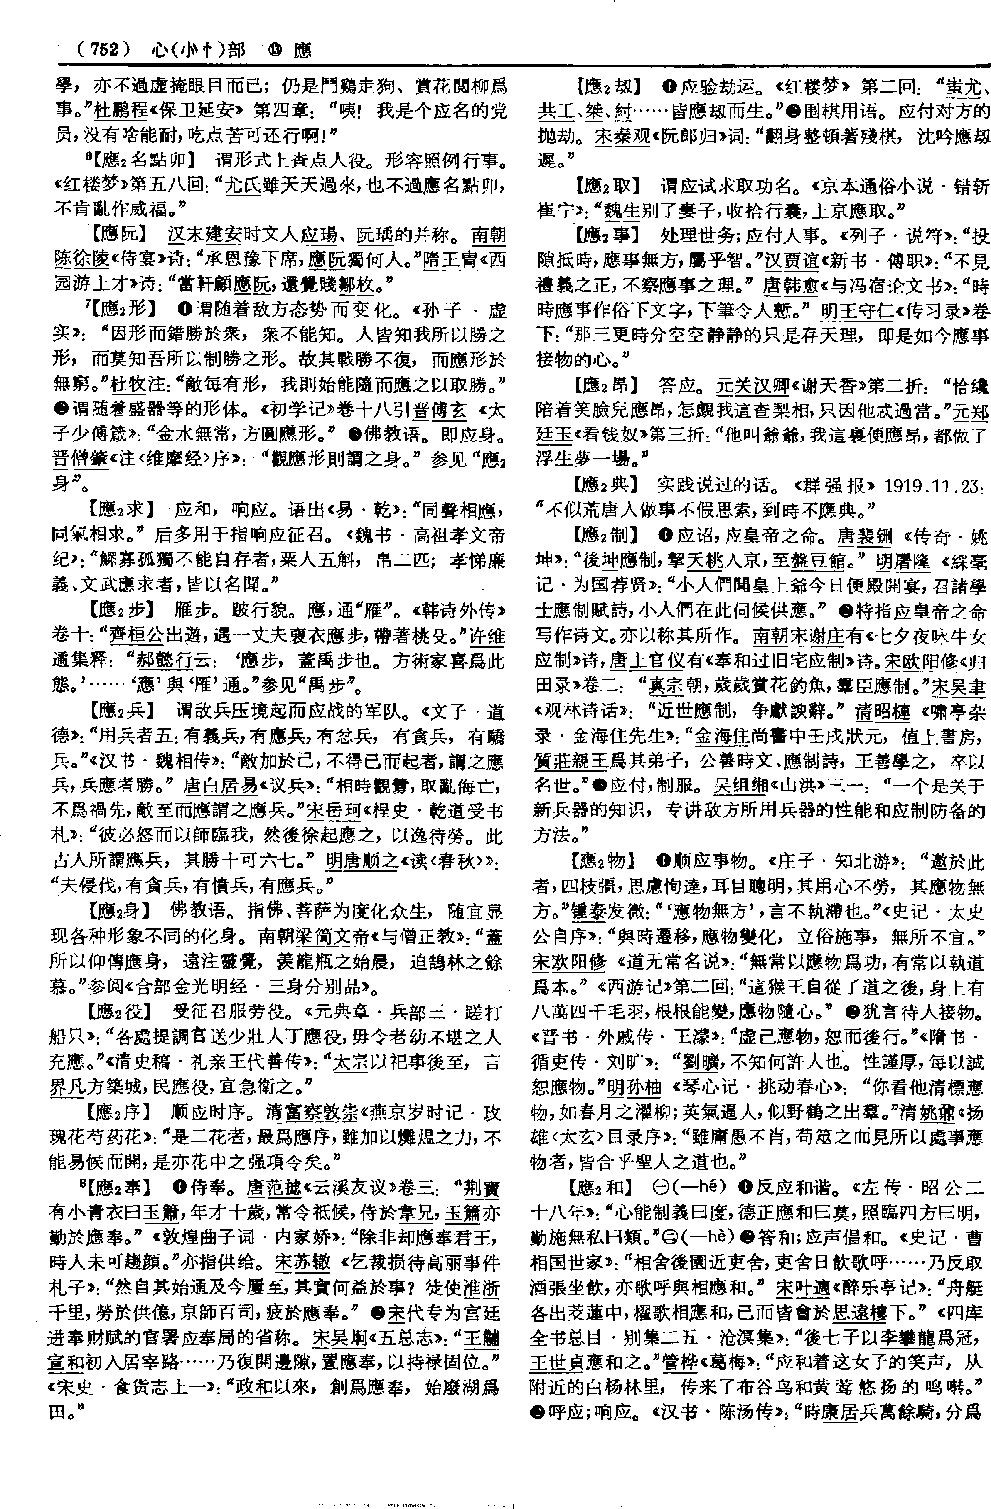 （752） 心（小忄）部 ⑬ 應
學，亦不過虚掩眼目而已；仍是鬥鷄走狗、賞花閲柳爲
事。”杜鹏程《保卫延安》第四章：“咦！我是个应名的党
员，没有啥能耐，吃点苦可还行啊！”
⁸【應₂名點卯】 谓形式上查点人役。形容照例行事。
《红楼梦》第五八回：“尤氏雖天天過來，也不過應名點卯，
不肯亂作威福。”
【應阮】 汉末建安时文人应瑒、阮瑀的并称。南朝
陈徐陵《侍宴》诗：“承恩豫下席，應阮獨何人。”隋王胄《西
园游上才》诗：“當軒顧應阮，還覺賤鄒枚。”
⁷【應₂形】 ❶谓随着敌方态势而变化。《孙子·虚
实》：“因形而錯勝於衆，衆不能知。人皆知我所以勝之
形，而莫知吾所以制勝之形。故其戰勝不復，而應形於
無窮。”杜牧注：“敵每有形，我則始能隨而應之以取勝。”
❷谓随着盛器等的形体。《初学记》卷十八引晋傅玄《太
子少傅箴》：“金水無常，方圓應形。”❸佛教语。即应身。
晋僧肇《注〈维摩经〉序》：“觀應形則謂之身。”参见“應₂
身”。
【應₂求】 应和，响应。语出《易·乾》：“同聲相應，
同氣相求。”后多用于指响应征召。《魏书·高祖孝文帝
纪》：“鰥寡孤獨不能自存者，粟人五斛，帛二匹；孝悌廉
義、文武應求者，皆以名聞。”
【應₂步】 雁步。跛行貌。應，通“雁”。《韩诗外传》
卷十：“齊桓公出遊，遇一丈夫裒衣應步，帶著桃殳。”许维
遹集释：“郝懿行云：‘應步，蓋禹步也。方術家喜爲此
態。’……‘應’與‘雁’通。”参见“禹步”。
【應₂兵】 谓敌兵压境起而应战的军队。《文子·道
德》：“用兵者五：有義兵，有應兵，有忿兵，有貪兵，有驕
兵。”《汉书·魏相传》：“敵加於己，不得已而起者，謂之應
兵，兵應者勝。”唐白居易《议兵》：“相時觀釁，取亂侮亡，
不爲禍先，敵至而應謂之應兵。”宋岳珂《桯史·乾道受书
札》：“彼必怒而以師臨我，然後徐起應之，以逸待勞。此
古人所謂應兵，其勝十可六七。”明唐顺之《读〈春秋〉》：
“夫侵伐，有貪兵，有憤兵，有應兵。”
【應₂身】 佛教语。指佛、菩萨为度化众生，随宜显
现各种形象不同的化身。南朝梁简文帝《与僧正教》：“蓋
所以仰傳應身，遠注靈覺，羨龍瓶之始晨，追鵠林之餘
慕。”参阅《合部金光明经·三身分别品》。
【應₂役】 受征召服劳役。《元典章·兵部三·蹉打
船只》：“各處提調官送少壯人丁應役，毋令老幼不堪之人
充應。”《清史稿·礼亲王代善传》：“太宗以祀事後至，言
界凡方築城，民應役，宜急衛之。”
【應₂序】 顺应时序。清富察敦崇《燕京岁时记·玫
瑰花芍药花》：“是二花者，最爲應序，雖加以爊煴之力，不
能易候而開，是亦花中之强項令矣。”
⁸【應₂奉】 ❶侍奉。唐范摅《云溪友议》卷三：“荆寶
有小青衣曰玉簫，年才十歲，常令祗候，侍於韋兄，玉簫亦
勤於應奉。”《敦煌曲子词·内家娇》：“除非却應奉君王，
時人未可趨顔。”亦指供给。宋苏辙《乞裁损待高丽事件
札子》：“然自其始通及今屢至，其實何益於事？徒使淮浙
千里，勞於供億，京師百司，疲於應奉。”❷宋代专为宫廷
进奉财赋的官署应奉局的省称。宋吴炯《五总志》：“王黼
宣和初入居宰路……乃復開邊隙，置應奉，以持禄固位。”
《宋史·食货志上一》：“政和以來，創爲應奉，始廢湖爲
田。”
【應₂劫】 ❶应验劫运。《红楼梦》第二回：“蚩尤、
共工、桀、紂……皆應劫而生。”❷围棋用语。应付对方的
抛劫。宋秦观《阮郎归》词：“翻身整頓著殘棋，沈吟應劫
遲。”
【應₂取】 谓应试求取功名。《京本通俗小说·错斩
崔宁》：“魏生别了妻子，收拾行囊，上京應取。”
【應₂事】 处理世务；应付人事。《列子·说符》：“投
隙抵時，應事無方，屬乎智。”汉贾谊《新书·傅职》：“不見
禮義之正，不察應事之理。”唐韩愈《与冯宿论文书》：“時
時應事作俗下文字，下筆令人慙。”明王守仁《传习录》卷
下：“那三更時分空空静静的只是存天理，即是如今應事
接物的心。”
【應₂昂】 答应。元关汉卿《谢天香》第二折：“恰纔
陪着笑臉兒應昂，怎覷我這查梨相，只因他忒過當。”元郑
廷玉《看钱奴》第三折：“他叫爺爺，我這裏便應昂，都做了
浮生夢一場。”
【應₂典】 实践说过的话。《群强报》1919.11.23：
“不似荒唐人做事不假思索，到時不應典。”
【應₂制】 ❶应诏，应皇帝之命。唐裴铏《传奇·姚
坤》：“後坤應制，挈夭桃入京，至盤豆館。”明屠隆《綵毫
记·为国荐贤》：“小人們聞皇上爺今日便殿開宴，召諸學
士應制賦詩，小人們在此伺候供應。”❷特指应皇帝之命
写作诗文。亦以称其所作。南朝宋谢庄有《七夕夜咏牛女
应制》诗，唐上官仪有《奉和过旧宅应制》诗。宋欧阳修《归
田录》卷二：“真宗朝，歲歲賞花釣魚，羣臣應制。”宋吴聿
《观林诗话》：“近世應制，争獻諛辭。”清昭槤《啸亭杂
录·金海住先生》：“金海住尚書中壬戌狀元，值上書房，
質莊親王爲其弟子，公善時文、應制詩，王善學之，卒以
名世。”❸应付，制服。吴组缃《山洪》三一：“一个是关于
新兵器的知识，专讲敌方所用兵器的性能和应制防备的
方法。”
【應₂物】 ❶顺应事物。《庄子·知北游》：“邀於此
者，四枝彊，思慮恂達，耳目聰明，其用心不勞，其應物無
方。”鍾泰发微：“‘應物無方’，言不執滯也。”《史记·太史
公自序》：“與時遷移，應物變化，立俗施事，無所不宜。”
宋欧阳修《道无常名说》：“無常以應物爲功，有常以執道
爲本。”《西游记》第二回：“這猴王自從了道之後，身上有
八萬四千毛羽，根根能變，應物隨心。”❷犹言待人接物。
《晋书·外戚传·王濛》：“虚己應物，恕而後行。”《隋书·
循吏传·刘旷》：“劉曠，不知何許人也。性謹厚，每以誠
恕應物。”明孙柚《琴心记·挑动春心》：“你看他清標應
物，如春月之濯柳；英氣逼人，似野鶴之出羣。”清姚鼐《扬
雄〈太玄〉目录序》：“雖庸愚不肖，苟筮之而見所以處事應
物者，皆合乎聖人之道也。”
【應₂和】 ㊀（—hé）❶反应和谐。《左传·昭公二
十八年》：“心能制義曰度，德正應和曰莫，照臨四方曰明，
勤施無私曰類。”㊁（—hè）❷答和；应声倡和。《史记·曹
相国世家》：“相舍後園近吏舍，吏舍日飲歌呼……乃反取
酒張坐飲，亦歌呼與相應和。”宋叶適《醉乐亭记》：“舟艇
各出茭蓮中，櫂歌相應和，已而皆會於思遠樓下。”《四库
全书总目·别集二五·沧溟集》：“後七子以李攀龍爲冠，
王世貞應和之。”管桦《葛梅》：“应和着这女子的笑声，从
附近的白杨林里，传来了布谷鸟和黄莺悠扬的鸣啭。”
❸呼应；响应。《汉书·陈汤传》：“時康居兵萬餘騎，分爲